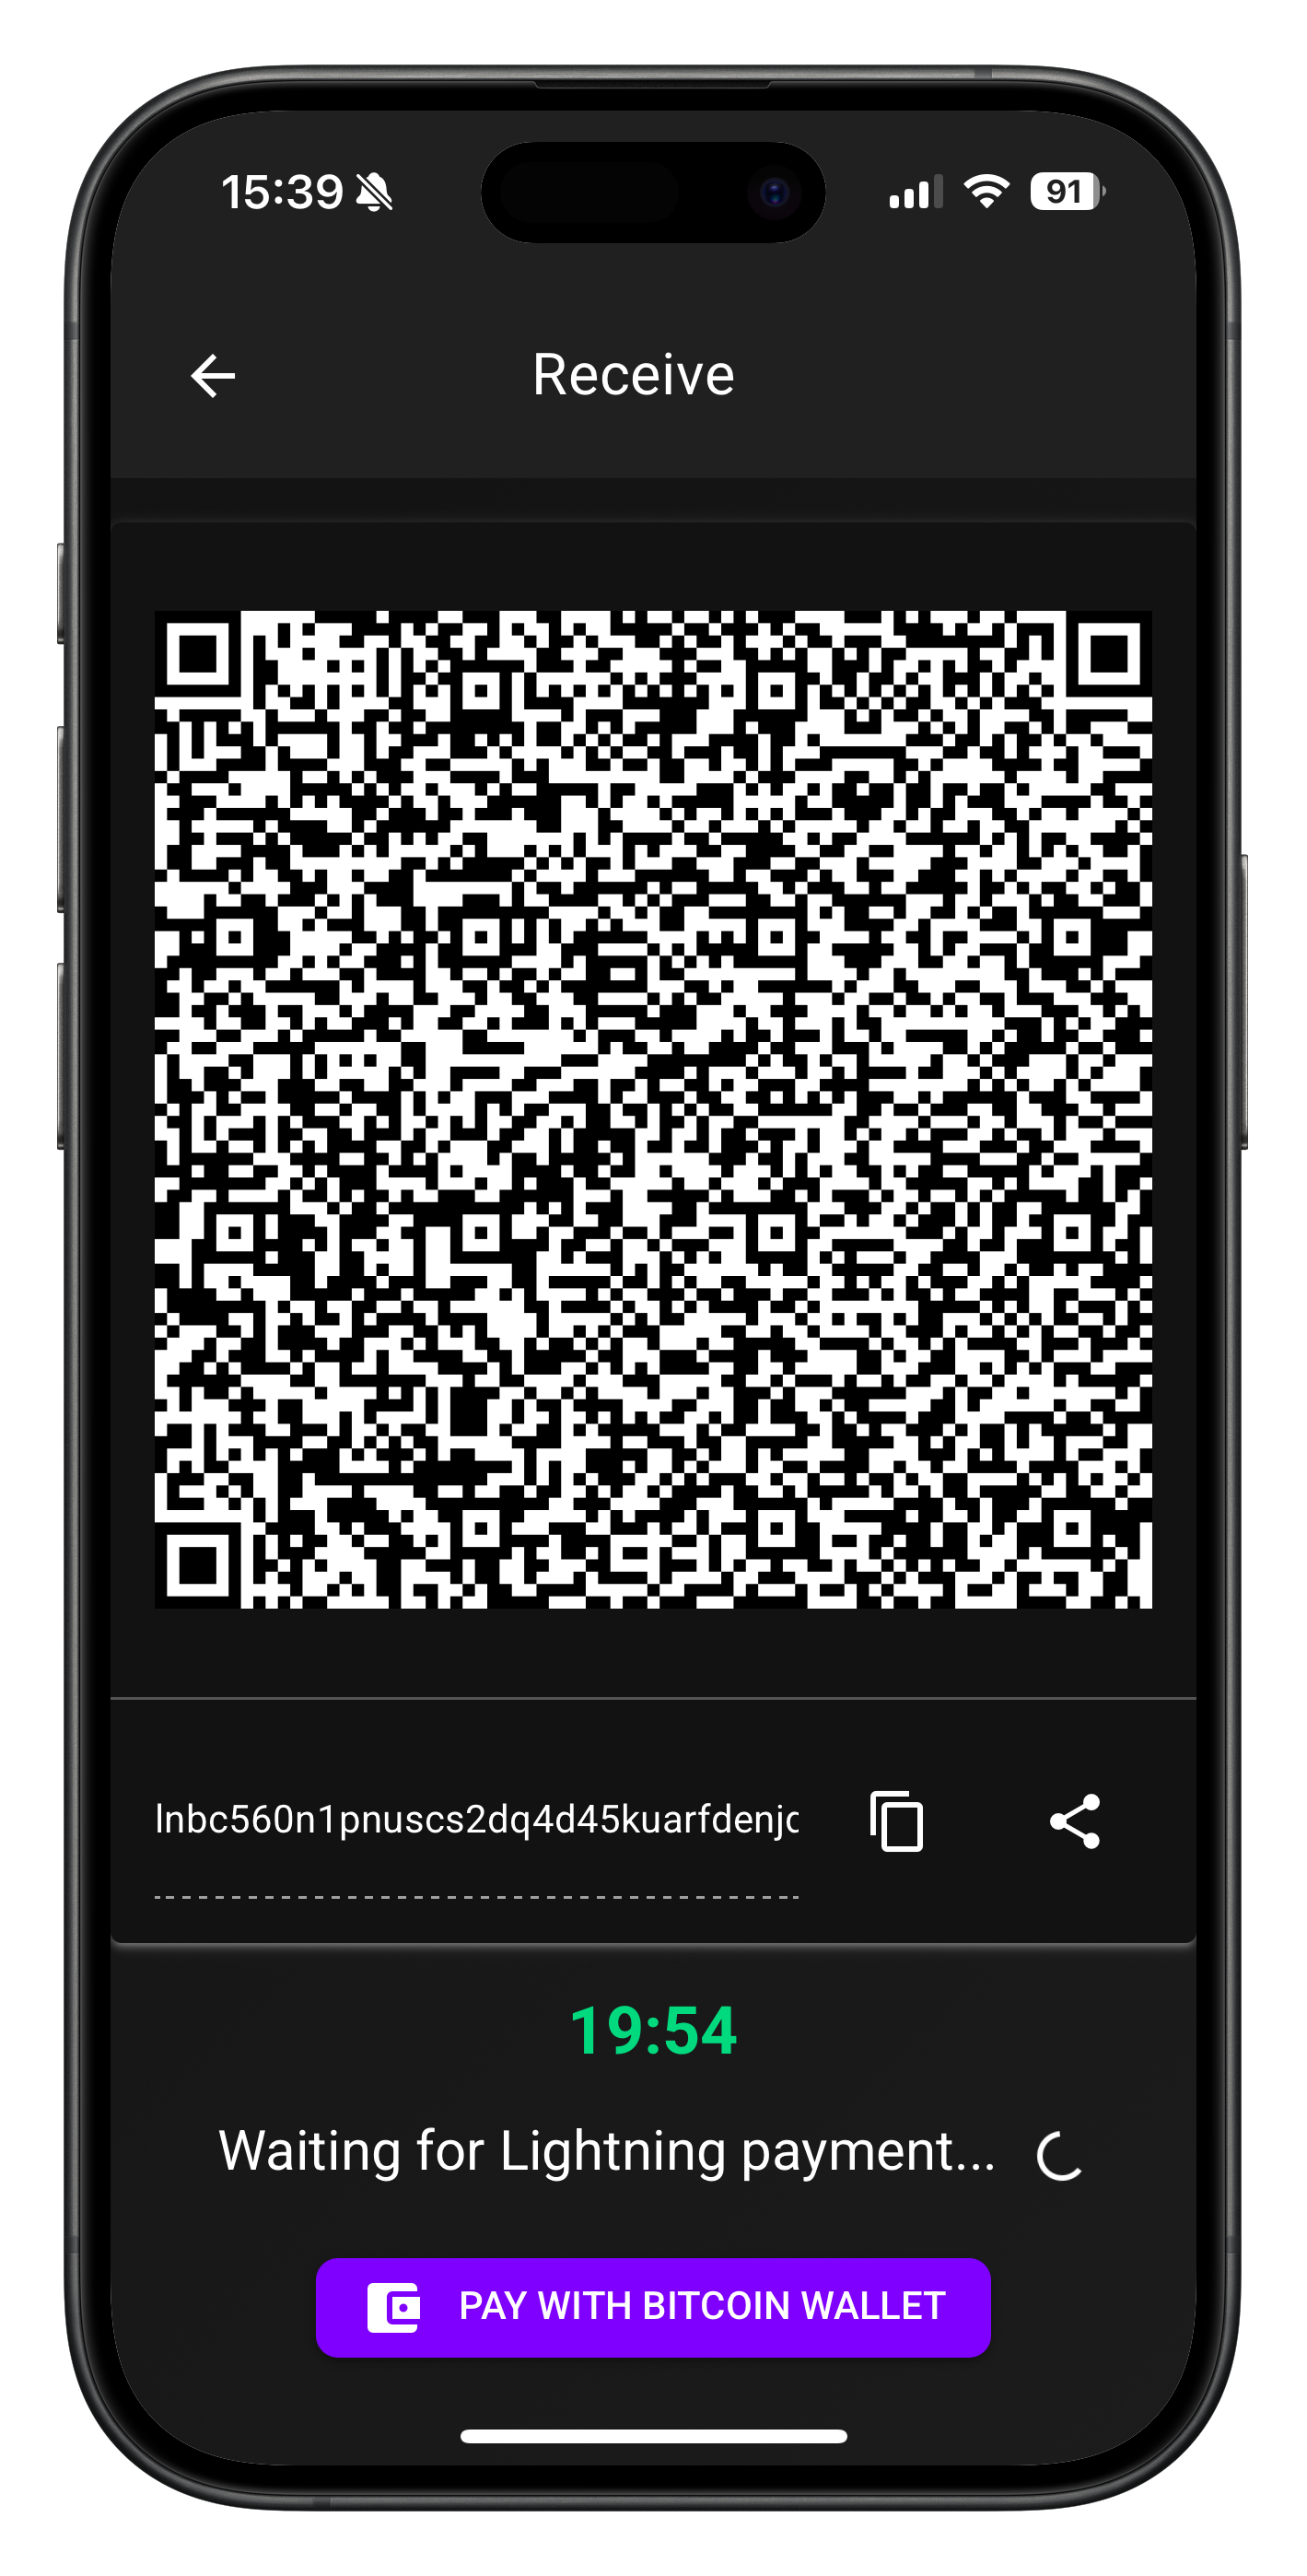 15:39
91
Receive
lnbc560n1pnuscs2dq4d45kuarfdenjc
19:54
Waiting for Lightning payment...
PAY WITH BITCOIN WALLET